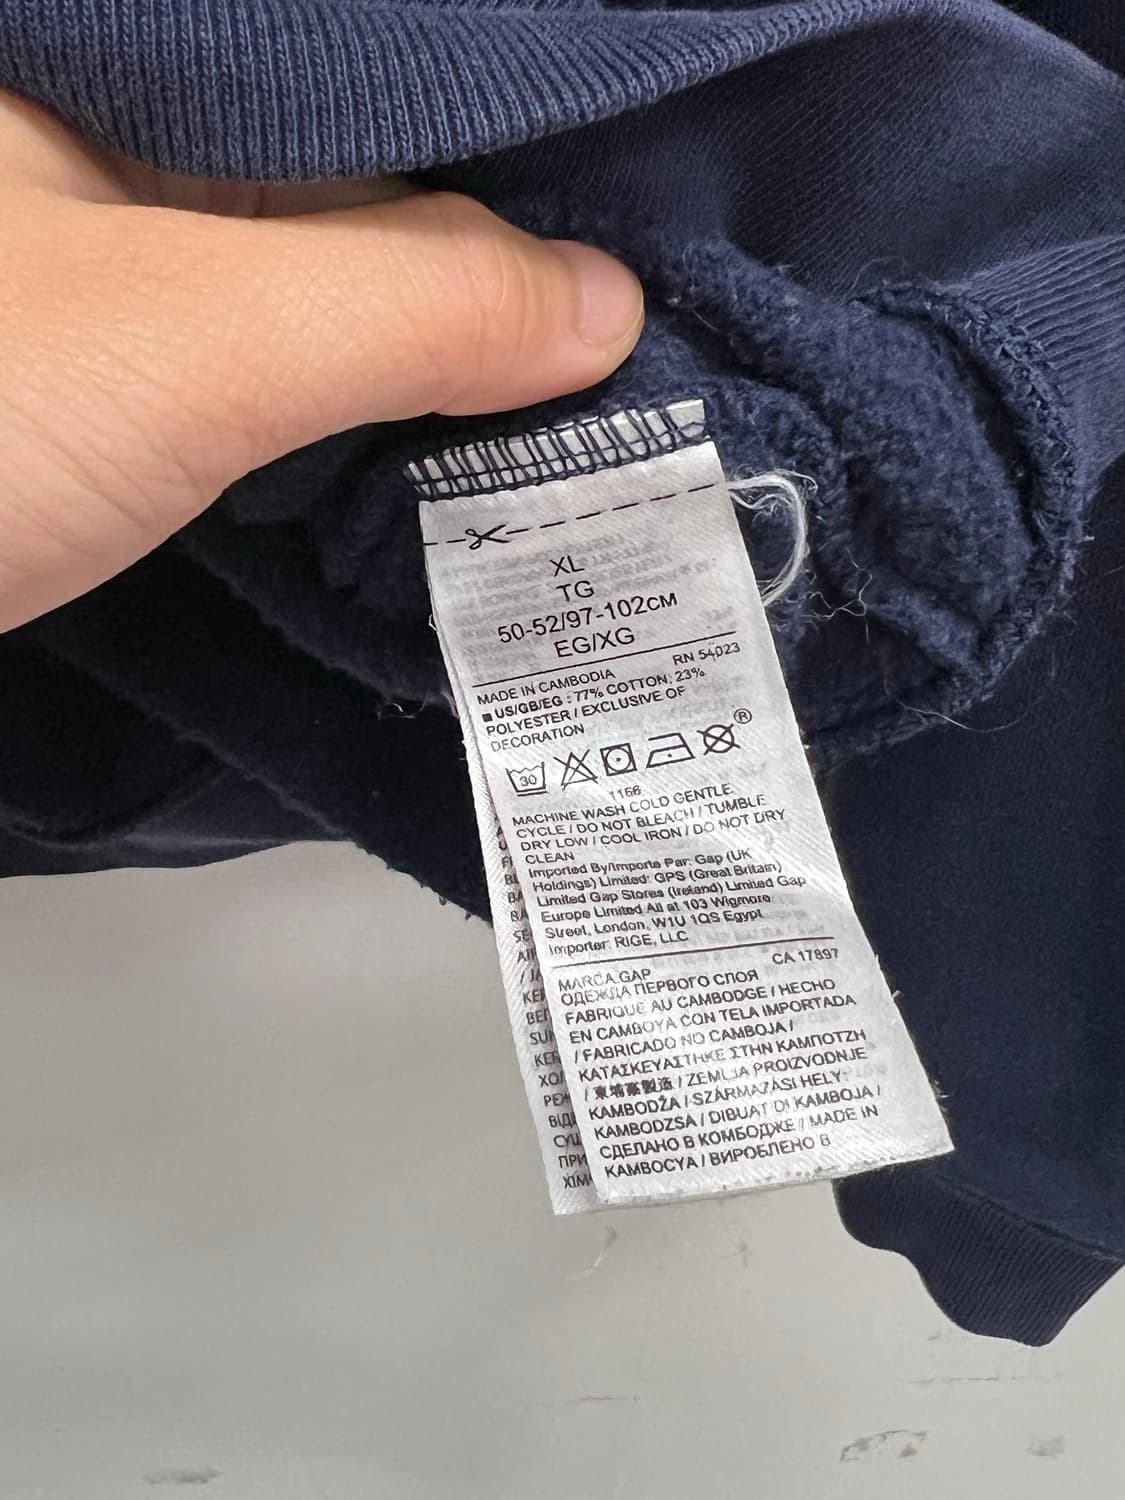 XL
TG
50-52/97-102CM
EG/XG
RN 54023
MADE IN CAMBODIA
■ US/GB/EG : 77% COTTON, 23%
POLYESTER / EXCLUSIVE OF
DECORATION
30
®
1166
MACHINE WASH COLD GENTLE
CYCLE / DO NOT BLEACH / TUMBLE
DRY LOW / COOL IRON / DO NOT DRY
CLEAN
Imported By/Importe Par: Gap (UK
Holdings) Limited: GPS (Great Britain)
Limited Gap Stores (Ireland) Limited Gap
Europe Limited All at 103 Wigmore
Street, London, W1U 1QS Egypt
Importer: RIGE, LLC
CA 17897
MARCA.GAP
ОДЕЖДА ПЕРВОГО СЛОЯ
FABRIQUE AU CAMBODGE / HECHO
EN CAMBOYA CON TELA IMPORTADA
/ FABRICADO NO CAMBOJA /
ΚΑΤΑΣΚΕΥΑΣΤΗΚΕ ΣΤΗΝ ΚΑΜΠΟΤΖΗ
/ 柬埔寨製造 / ZEMLJA PROIZVODNJE
KAMBODŽA / SZÁRMAZÁSI HELY:
KAMBODZSA / DIBUAT DI KAMBOJA /
СДЕЛАНО В КОМБОДЖЕ / MADE IN
KAMBOCYA / ВИРОБЛЕНО В